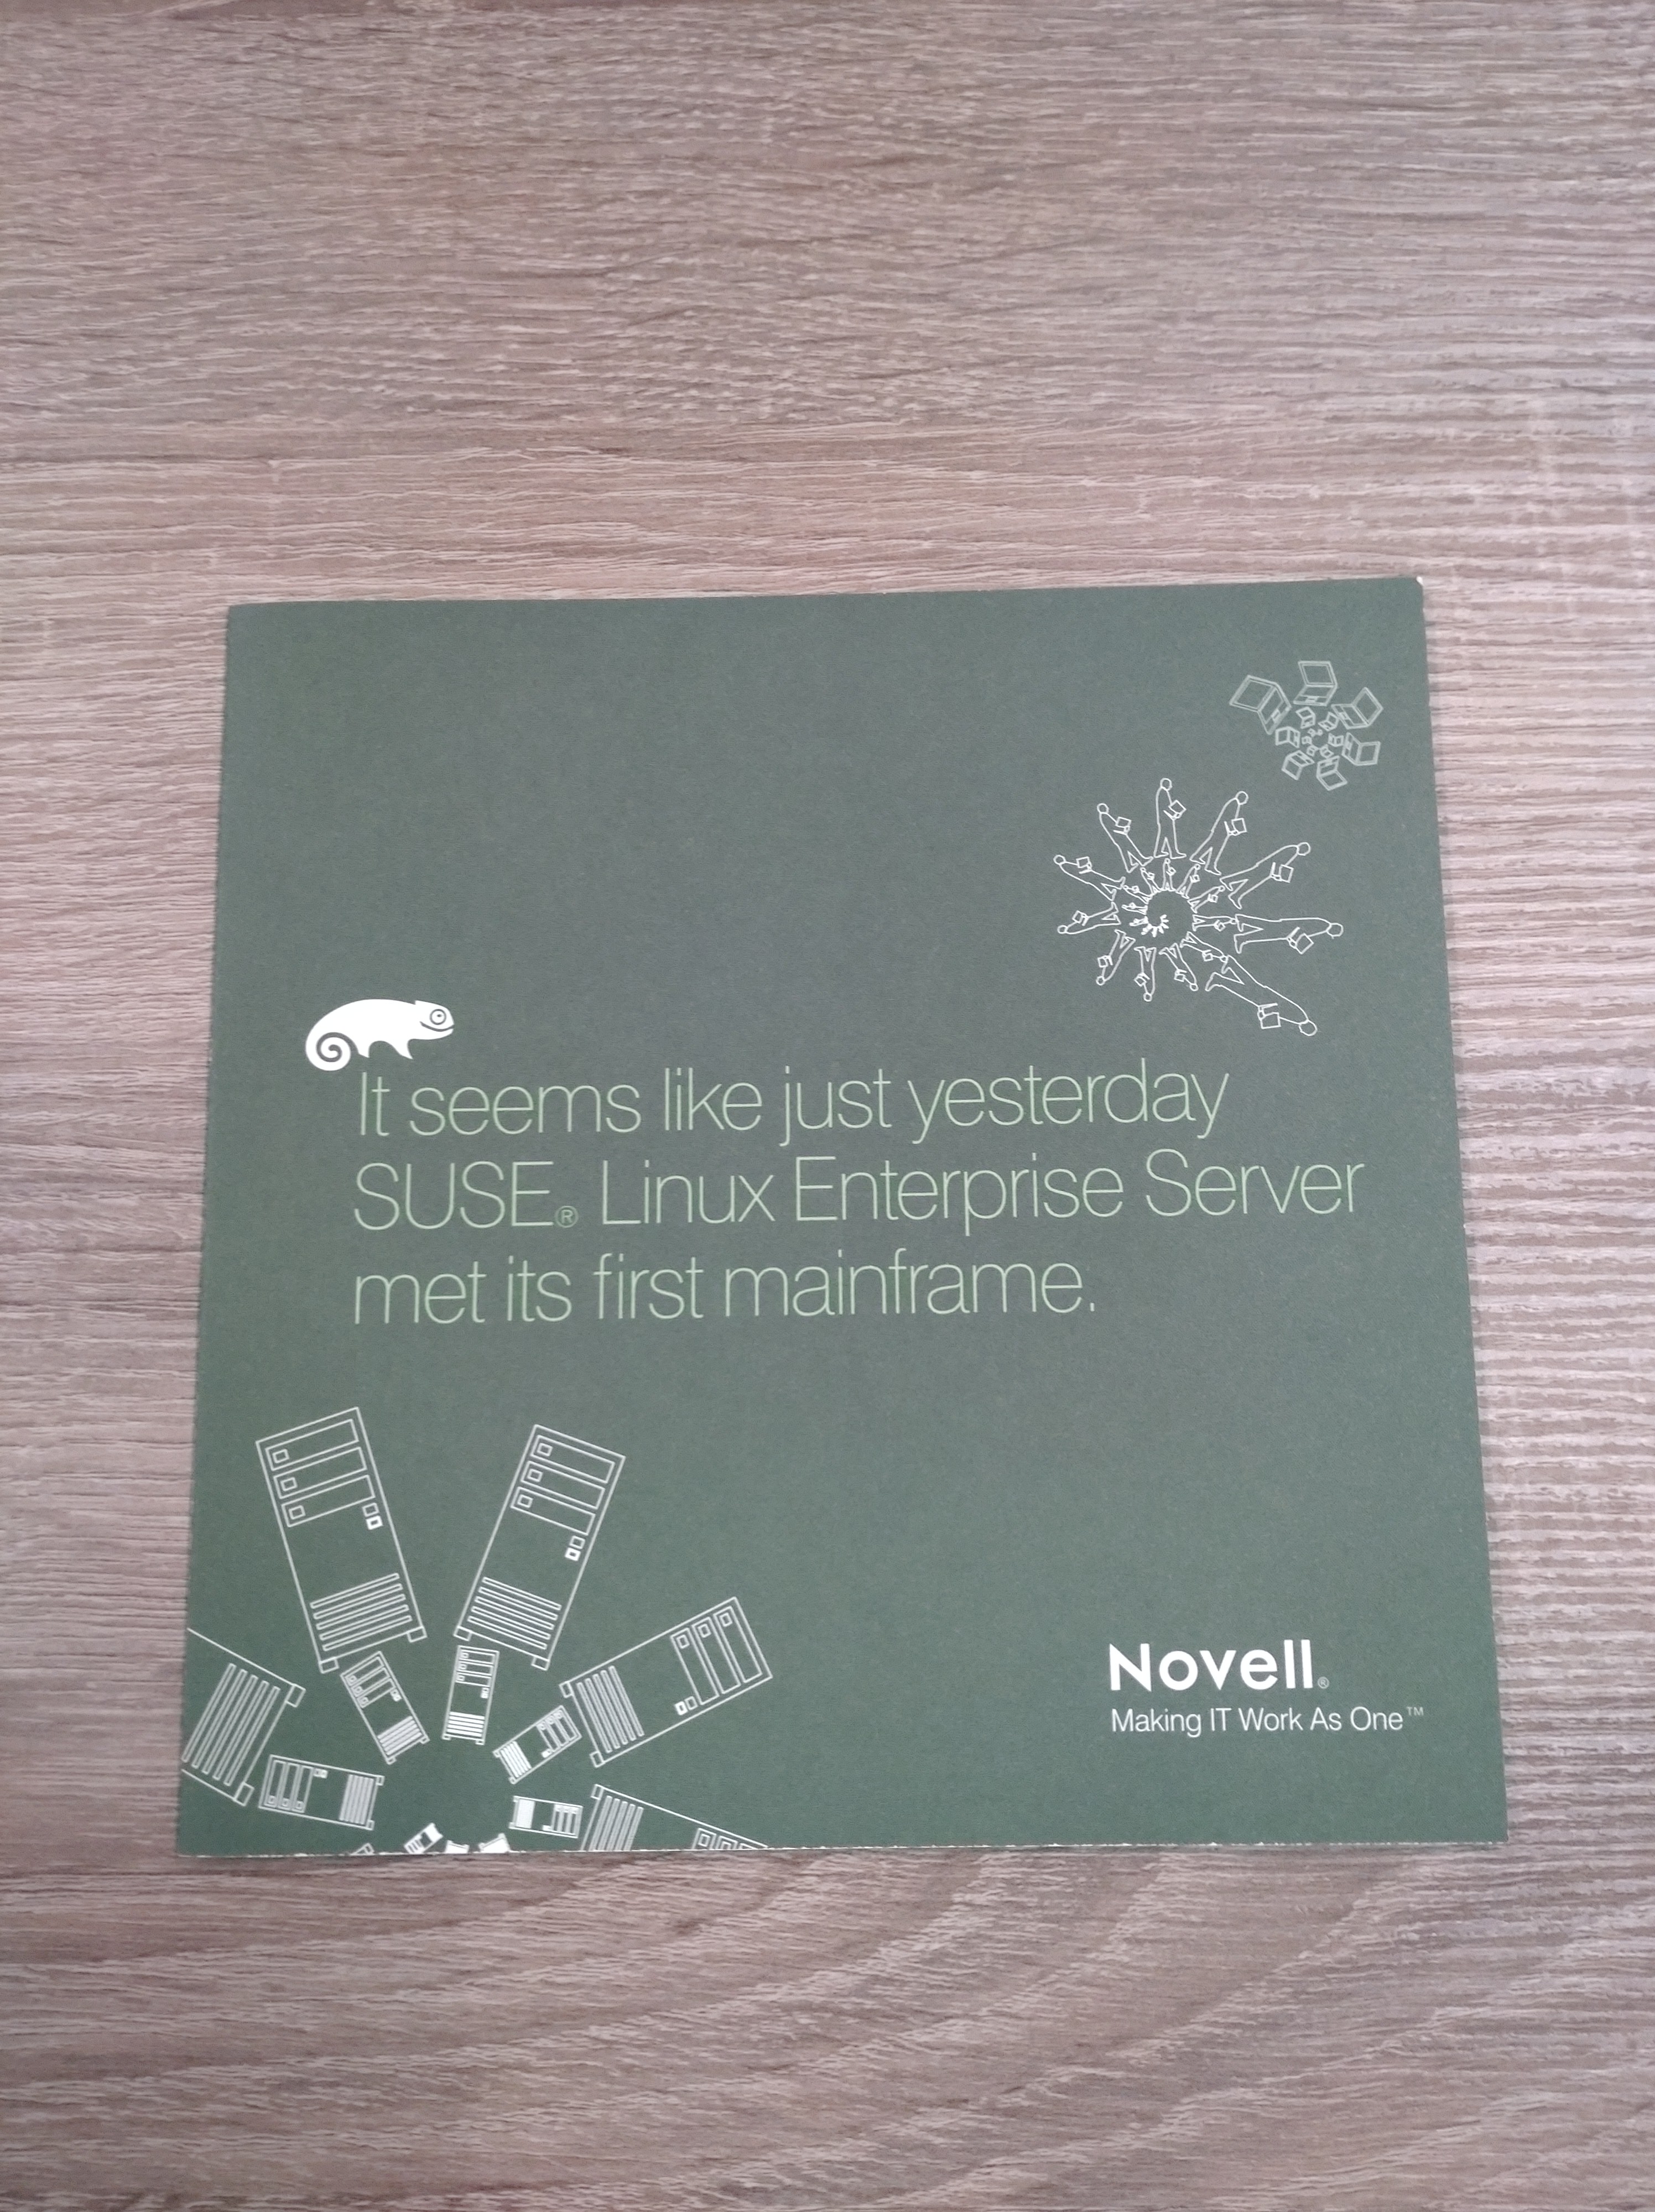 It seems like just yesterday
SUSE® Linux Enterprise Server
met its first mainframe.
Novell®
Making IT Work As One™